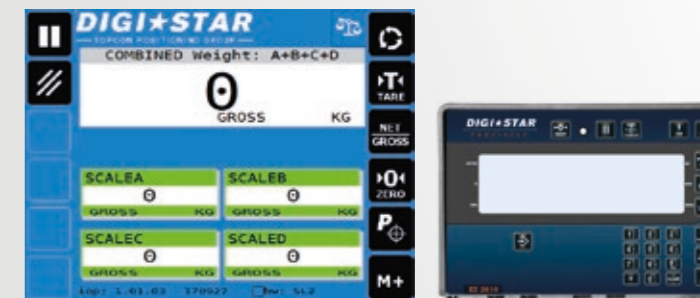 DIGI★STAR
TOPCON POSITIONING GROUP
COMBINED Weight: A+B+C+D
0
GROSS KG
TARE
NET
GROSS
0
ZERO
P
M+
SCALEA
0
GROSS KG
SCALEB
0
GROSS KG
SCALEC
0
GROSS KG
SCALED
0
GROSS KG
DIGI★STAR